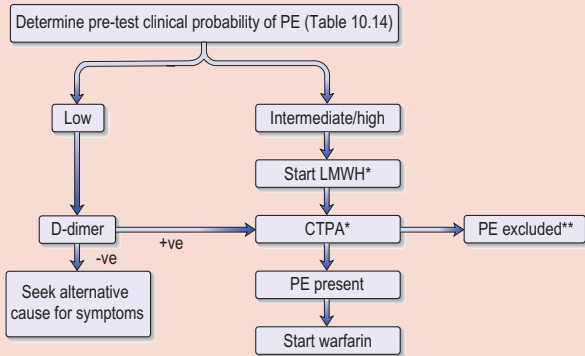 Determine pre-test clinical probability of PE (Table 10.14)
Low
Intermediate/high
Start LMWH*
D-dimer
+ve
CTPA*
PE excluded**
-ve
Seek alternative
cause for symptoms
PE present
Start warfarin